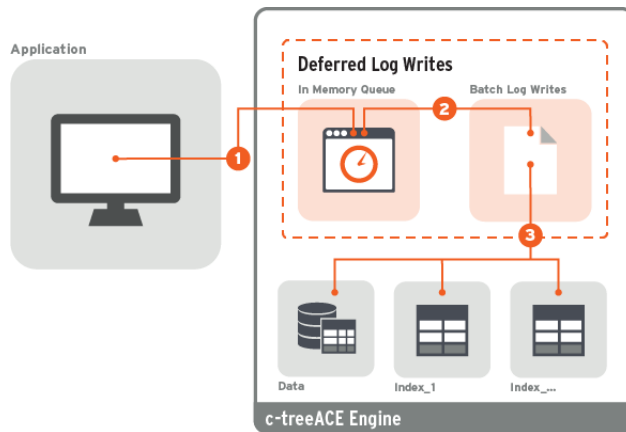 Application
Deferred Log Writes
In Memory Queue
Batch Log Writes
1
2
3
Data
Index_1
Index_...
c-treeACE Engine